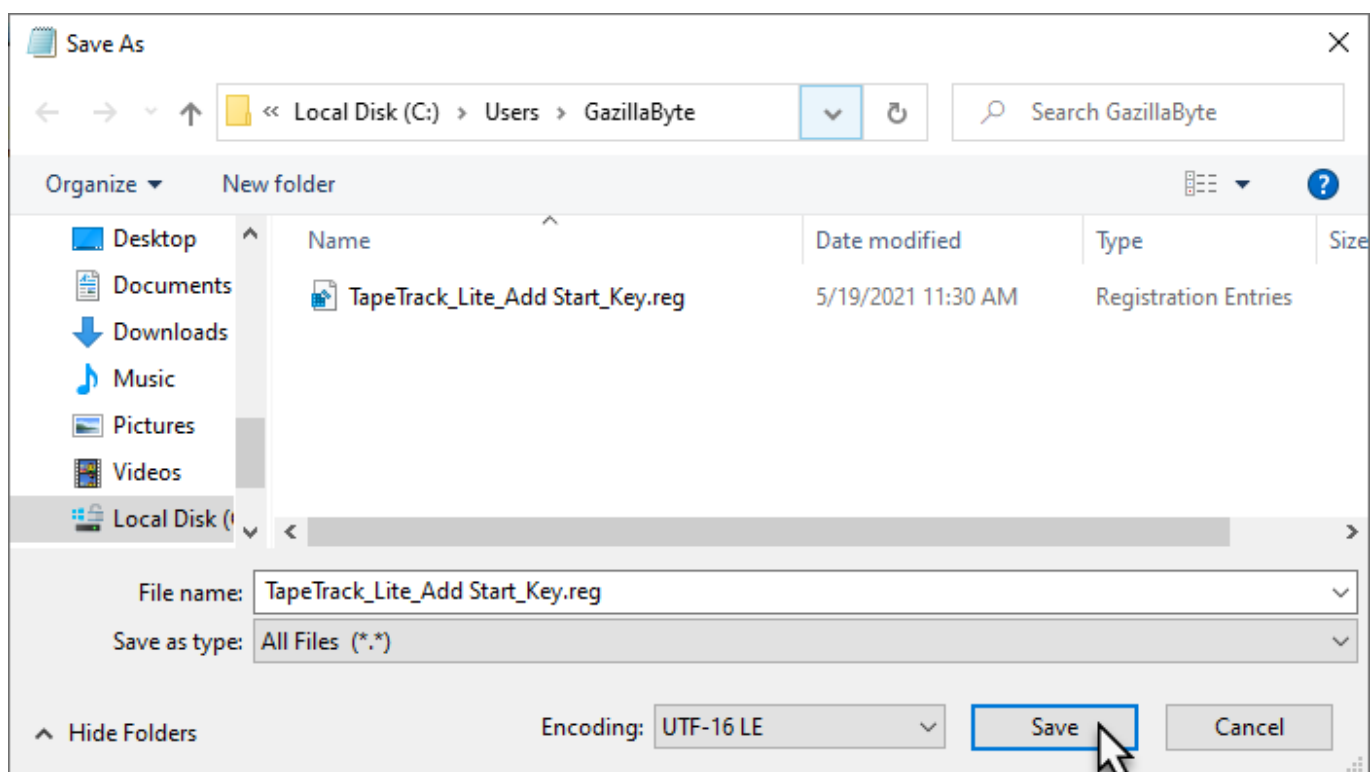 Save As
« Local Disk (C:) › Users › GazillaByte
Search GazillaByte
Organize
New folder
?
Name
Date modified
Type
Size
Desktop
Documents
Downloads
Music
Pictures
Videos
Local Disk (
TapeTrack_Lite_Add Start_Key.reg 5/19/2021 11:30 AM Registration Entries
File name: TapeTrack_Lite_Add Start_Key.reg
Save as type: All Files (*.*)
Hide Folders
Encoding: UTF-16 LE
Save
Cancel